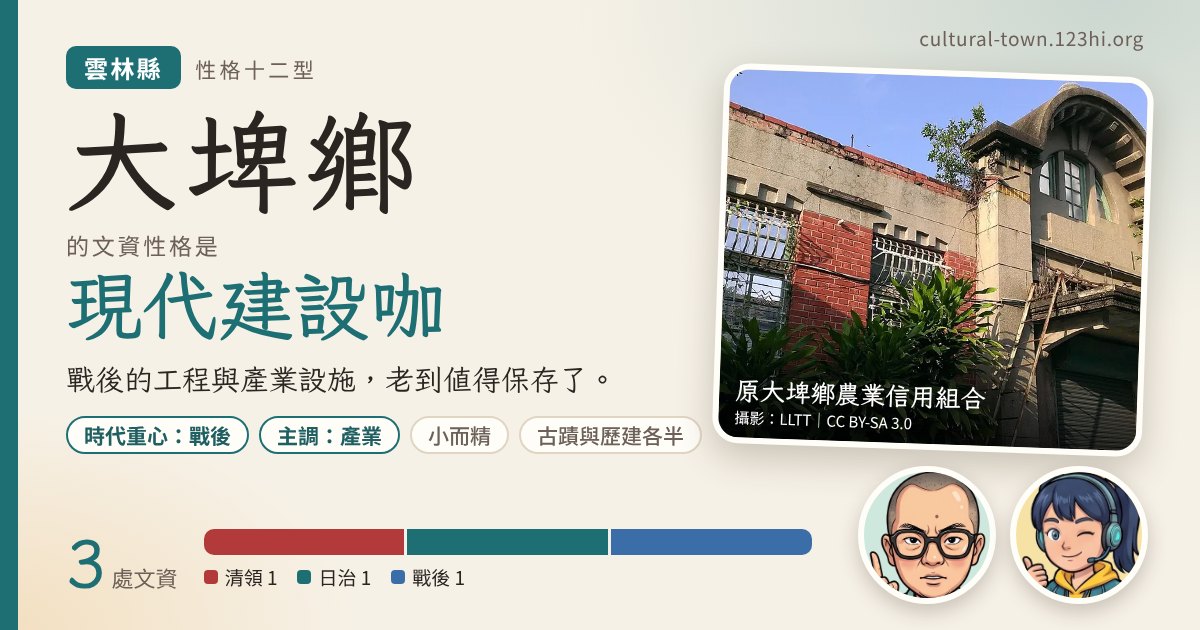 cultural-town.123hi.org
雲林縣 性格十二型
大埤鄉
的文資性格是
現代建設咖
戰後的工程與產業設施，老到值得保存了。
時代重心：戰後 主調：產業 小而精 古蹟與歷建各半
原大埤鄉農業信用組合
攝影：LLTT｜CC BY-SA 3.0
3 處文資
清領 1 日治 1 戰後 1